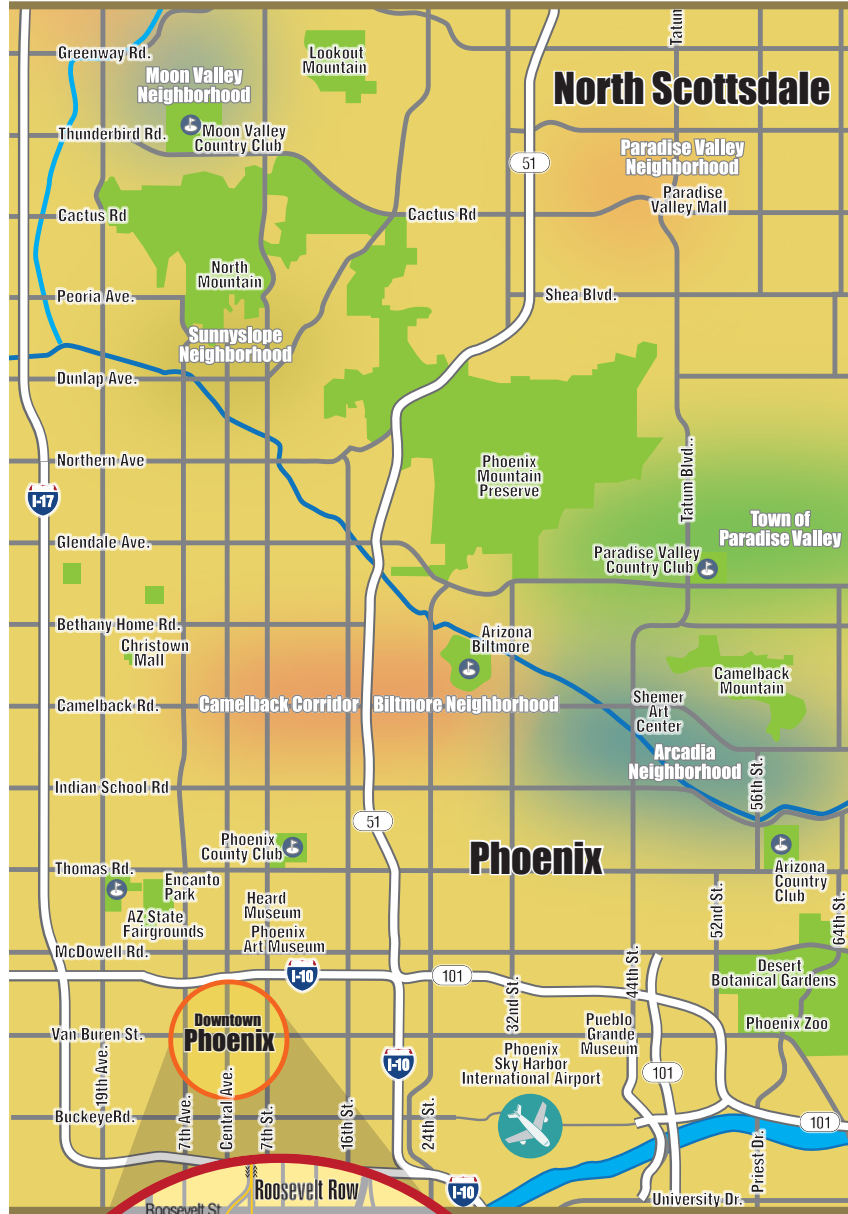 Tatum
Greenway Rd.
Lookout
Mountain
Moon Valley
Neighborhood
North Scottsdale
Thunderbird Rd.
Moon Valley
Country Club
51
Paradise Valley
Neighborhood
Paradise
Valley Mall
Cactus Rd
Cactus Rd
North
Mountain
Peoria Ave.
Shea Blvd.
Sunnyslope
Neighborhood
Dunlap Ave.
Northern Ave
Phoenix
Mountain
Preserve
Tatum Blvd..
I-17
Town of
Paradise Valley
Glendale Ave.
Paradise Valley
Country Club
Bethany Home Rd.
Arizona
Biltmore
Christown
Mall
Camelback
Mountain
Camelback Rd.
Camelback Corridor
Biltmore Neighborhood
Shemer
Art
Center
Arcadia
Neighborhood
56th St.
Indian School Rd
51
Phoenix
County Club
Phoenix
Thomas Rd.
Encanto
Park
Arizona
Country
Club
AZ State
Fairgrounds
Heard
Museum
Phoenix
Art Museum
52nd St.
64th St.
McDowell Rd.
I-10
101
32nd St.
44th St.
Desert
Botanical Gardens
Downtown
Phoenix
Van Buren St.
Pueblo
Grande
Museum
Phoenix Zoo
I-10
Phoenix
Sky Harbor
International Airport
101
19th Ave.
7th Ave.
Central Ave.
7th St.
16th St.
24th St.
BuckeyeRd.
101
Priest Dr.
Roosevelt Row
I-10
University Dr.
Roosevelt St